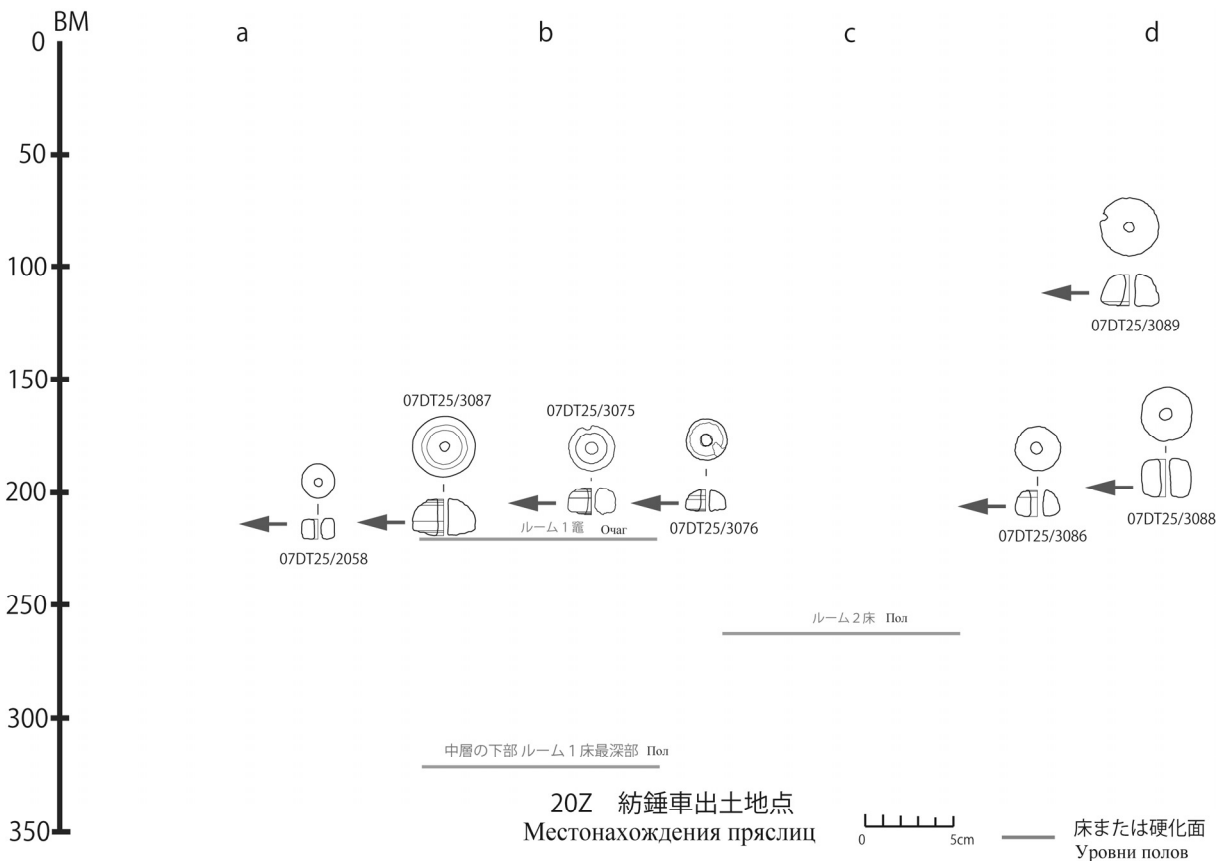 BM
0
50
100
150
200
250
300
350
a
b
c
d
07DT25/3089
07DT25/3087
07DT25/3075
07DT25/3076
07DT25/2058
07DT25/3086
07DT25/3088
ルーム1竈 Очаг
ルーム2床 Пол
中層の下部 ルーム1床最深部 Пол
20Z 紡錘車出土地点
Местонахождения пряслиц
0 5cm
床または硬化面
Уровни полов